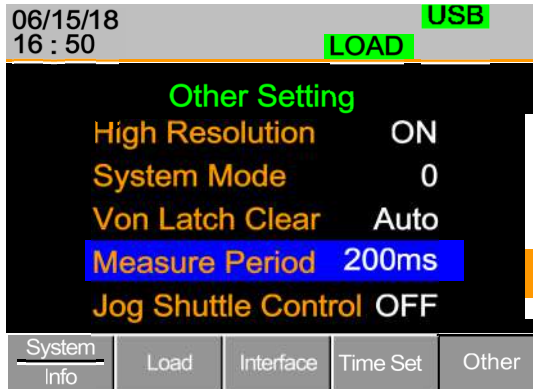 06/15/18
USB
16 : 50
LOAD
Other Setting
High Resolution ON
System Mode 0
Von Latch Clear Auto
Measure Period 200ms
Jog Shuttle Control OFF
System
Info
Load
Interface
Time Set
Other